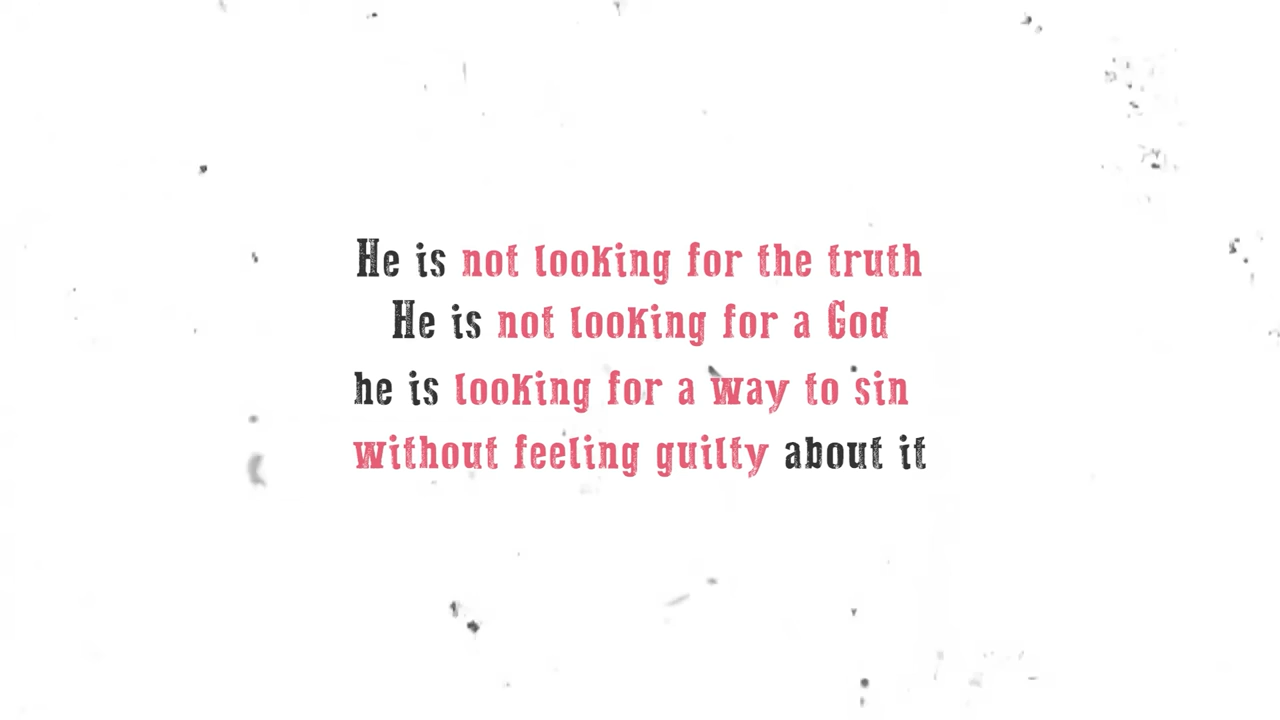 He is not looking for the truth
He is not looking for a God
he is looking for a way to sin
without feeling guilty about it